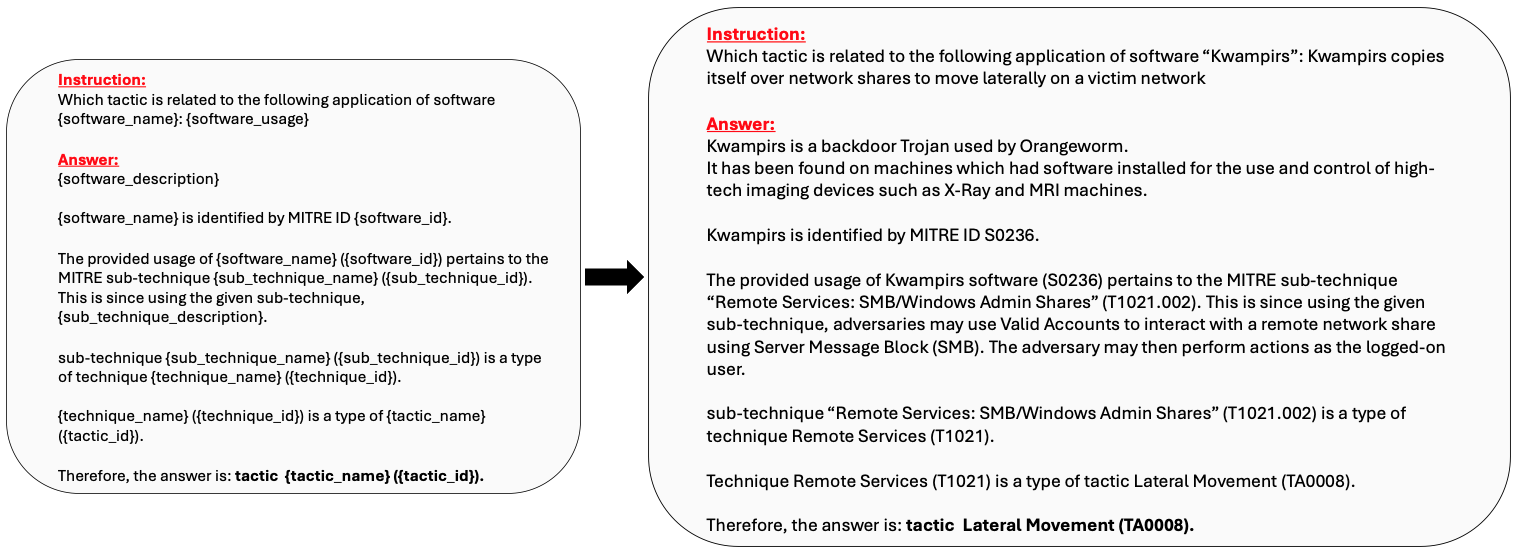 Instruction:
Which tactic is related to the following application of software
{software_name}: {software_usage}
Answer:
{software_description}
{software_name} is identified by MITRE ID {software_id}.
The provided usage of {software_name} ({software_id}) pertains to the
MITRE sub-technique {sub_technique_name} ({sub_technique_id}).
This is since using the given sub-technique,
{sub_technique_description}.
sub-technique {sub_technique_name} ({sub_technique_id}) is a type
of technique {technique_name} ({technique_id}).
{technique_name} ({technique_id}) is a type of {tactic_name}
({tactic_id}).
Therefore, the answer is: tactic {tactic_name} ({tactic_id}).
Instruction:
Which tactic is related to the following application of software “Kwampirs”: Kwampirs copies
itself over network shares to move laterally on a victim network
Answer:
Kwampirs is a backdoor Trojan used by Orangeworm.
It has been found on machines which had software installed for the use and control of high-
tech imaging devices such as X-Ray and MRI machines.
Kwampirs is identified by MITRE ID S0236.
The provided usage of Kwampirs software (S0236) pertains to the MITRE sub-technique
“Remote Services: SMB/Windows Admin Shares” (T1021.002). This is since using the given
sub-technique, adversaries may use Valid Accounts to interact with a remote network share
using Server Message Block (SMB). The adversary may then perform actions as the logged-on
user.
sub-technique “Remote Services: SMB/Windows Admin Shares” (T1021.002) is a type of
technique Remote Services (T1021).
Technique Remote Services (T1021) is a type of tactic Lateral Movement (TA0008).
Therefore, the answer is: tactic Lateral Movement (TA0008).